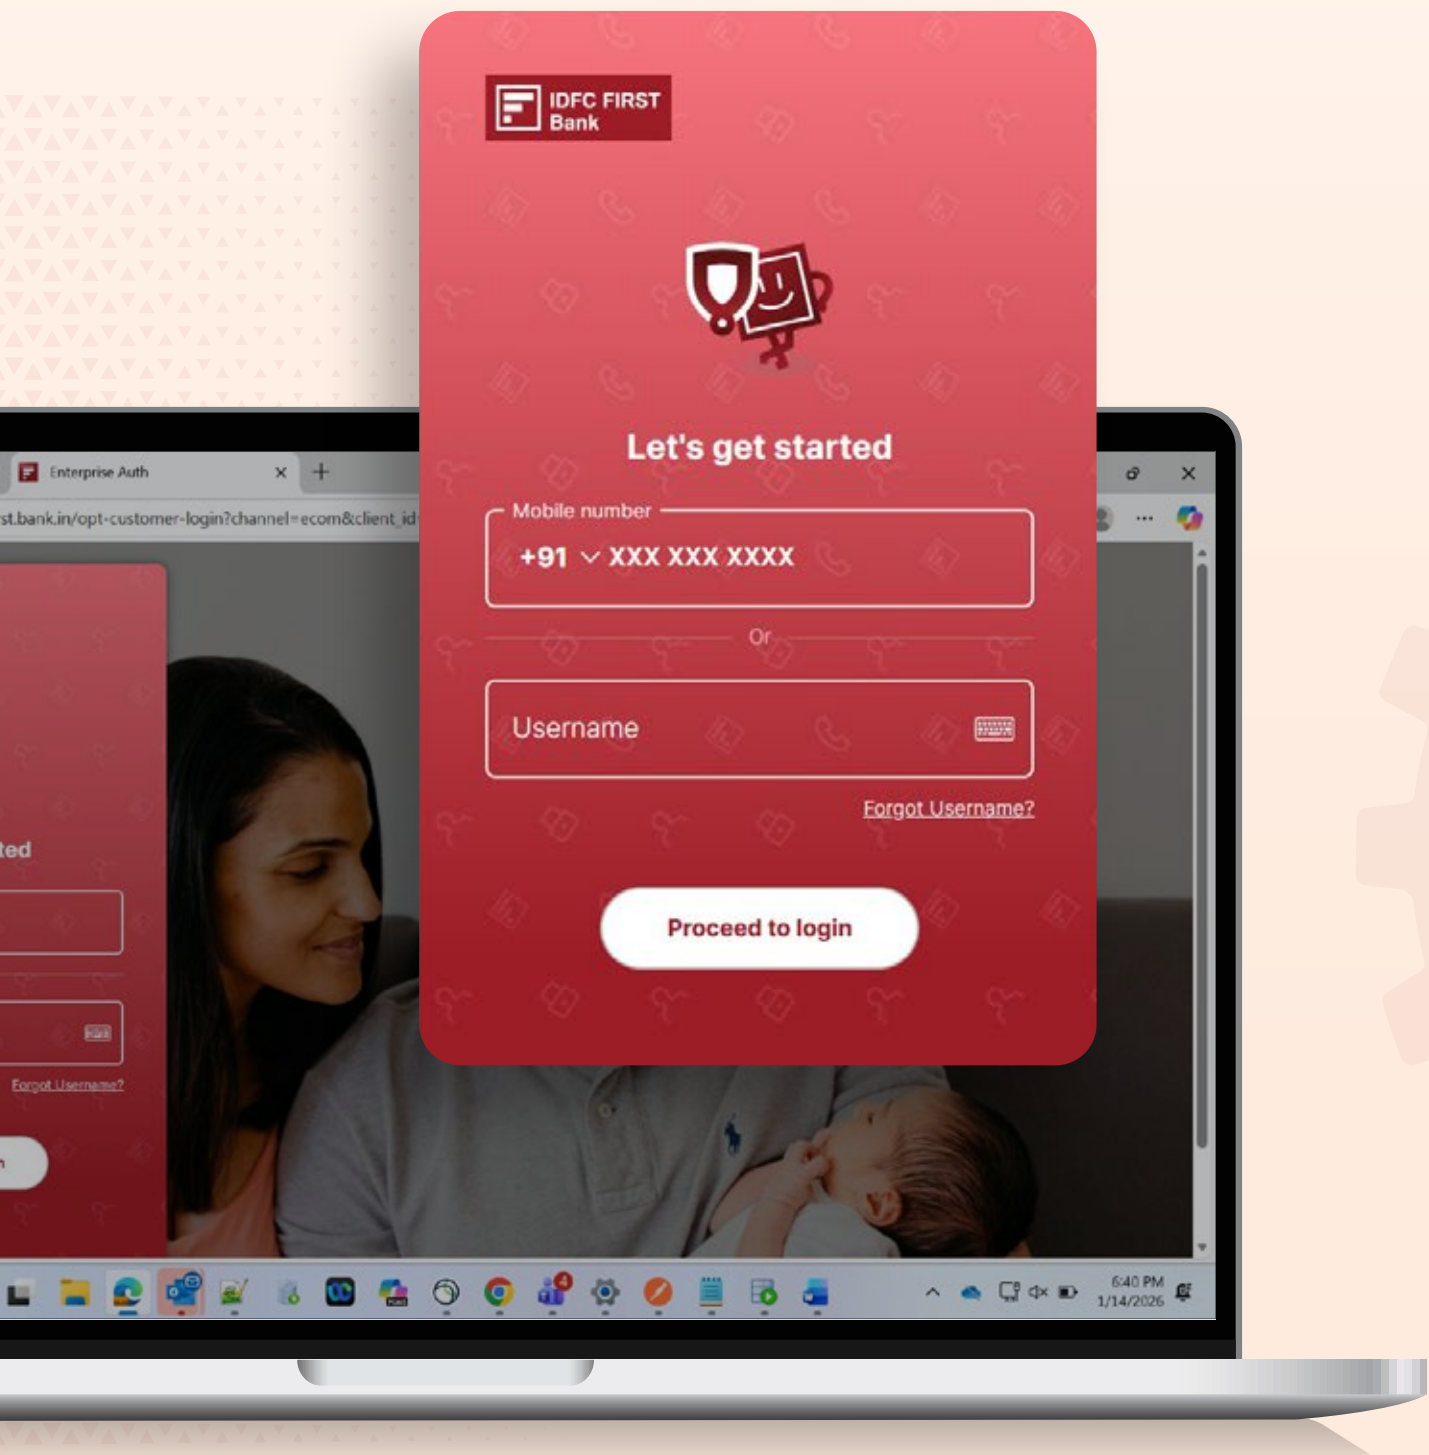 IDFC FIRST
Bank
Let's get started
Mobile number
+91 XXX XXX XXXX
Or
Username
Forgot Username?
Proceed to login
Enterprise Auth
st.bank.in/opt-customer-login?channel=ecom&client_id
ted
Forgot Username?
n
4
6:40 PM
1/14/2026